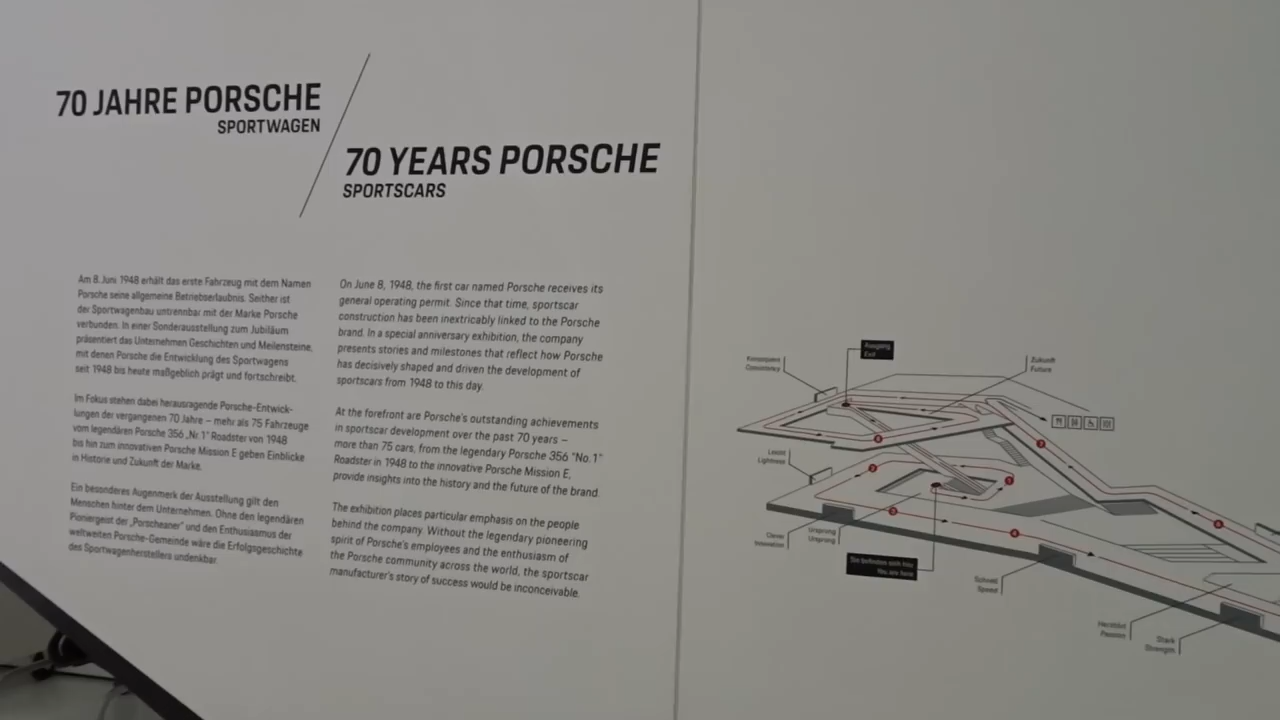 70 JAHRE PORSCHE
SPORTWAGEN
70 YEARS PORSCHE
SPORTSCARS
Am 8. Juni 1948 erhält das erste Fahrzeug mit dem Namen
Porsche seine allgemeine Betriebserlaubnis. Seither ist
der Sportwagenbau untrennbar mit der Marke Porsche
verbunden. In einer Sonderausstellung zum Jubiläum
präsentiert das Unternehmen Geschichten und Meilensteine,
mit denen Porsche die Entwicklung des Sportwagens
seit 1948 bis heute maßgeblich prägt und fortschreibt.
Im Fokus stehen dabei herausragende Porsche-Entwick-
lungen der vergangenen 70 Jahre – mehr als 75 Fahrzeuge
vom legendären Porsche 356 „Nr. 1" Roadster von 1948
bis hin zum innovativen Porsche Mission E geben Einblicke
in Historie und Zukunft der Marke.
Ein besonderes Augenmerk der Ausstellung gilt den
Menschen hinter dem Unternehmen. Ohne den legendären
Pioniergeist der „Porscheaner" und den Enthusiasmus der
weltweiten Porsche-Gemeinde wäre die Erfolgsgeschichte
des Sportwagenherstellers undenkbar.
On June 8, 1948, the first car named Porsche receives its
general operating permit. Since that time, sportscar
construction has been inextricably linked to the Porsche
brand. In a special anniversary exhibition, the company
presents stories and milestones that reflect how Porsche
has decisively shaped and driven the development of
sportscars from 1948 to this day.
At the forefront are Porsche's outstanding achievements
in sportscar development over the past 70 years –
more than 75 cars, from the legendary Porsche 356 "No. 1"
Roadster in 1948 to the innovative Porsche Mission E,
provide insights into the history and the future of the brand.
The exhibition places particular emphasis on the people
behind the company. Without the legendary pioneering
spirit of Porsche's employees and the enthusiasm of
the Porsche community across the world, the sportscar
manufacturer's story of success would be inconceivable.
Konsequent
Consistency
Ausgang
Exit
Zukunft
Future
Leicht
Lightness
Clever
Innovation
Ursprung
Ursprung
Sie befinden sich hier
You are here
Schnell
Speed
Herzblut
Passion
Stark
Strength